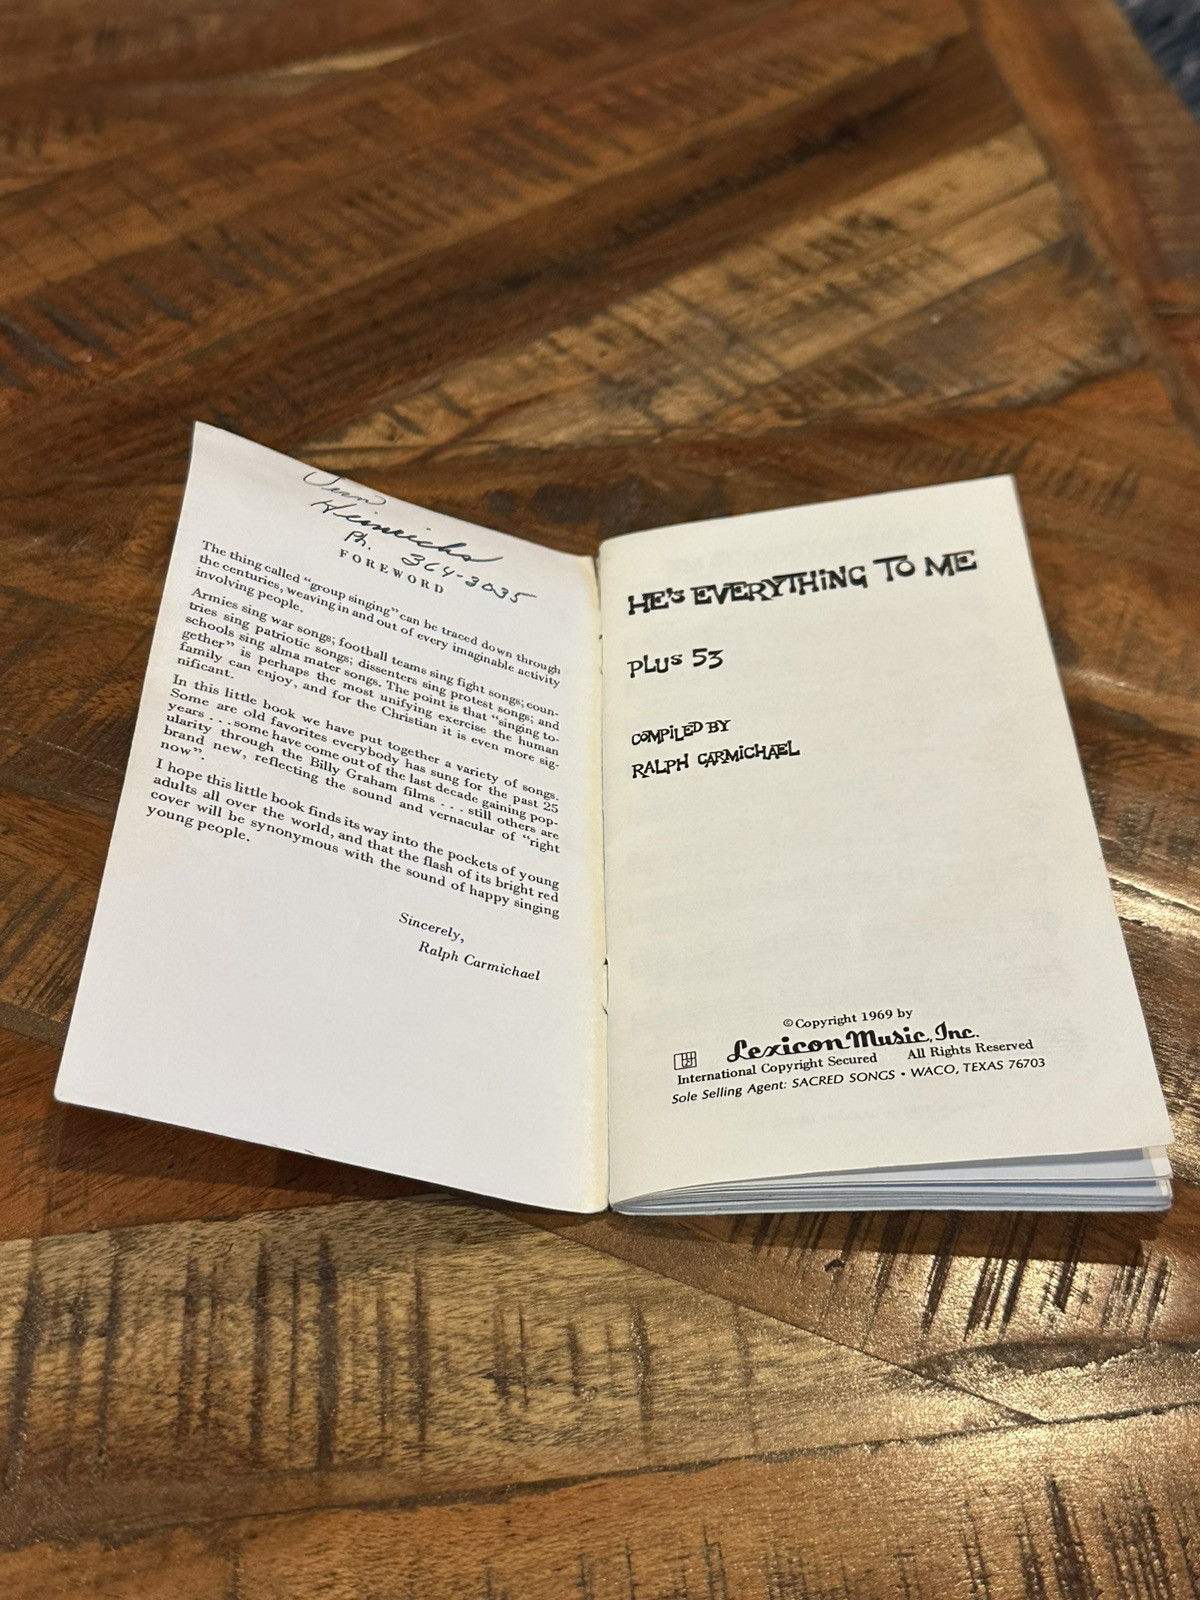 Vern
Heinrichs
Ph. 364-3035
FOREWORD
The thing called "group singing" can be traced down through
the centuries, weaving in and out of every imaginable activity
involving people.
Armies sing war songs; football teams sing fight songs; coun-
tries sing patriotic songs; dissenters sing protest songs; and
schools sing alma mater songs. The point is that "singing to-
gether" is perhaps the most unifying exercise the human
family can enjoy, and for the Christian it is even more sig-
nificant.
In this little book we have put together a variety of songs.
Some are old favorites everybody has sung for the past 25
years . . . some have come out of the last decade gaining pop-
ularity through the Billy Graham films . . . still others are
brand new, reflecting the sound and vernacular of "right
now".
I hope this little book finds its way into the pockets of young
adults all over the world, and that the flash of its bright red
cover will be synonymous with the sound of happy singing
young people.
Sincerely,
Ralph Carmichael
HE'S EVERYTHING TO ME
PLUS 53
COMPILED BY
RALPH CARMICHAEL
© Copyright 1969 by
Lexicon Music, Inc.
International Copyright Secured All Rights Reserved
Sole Selling Agent: SACRED SONGS • WACO, TEXAS 76703